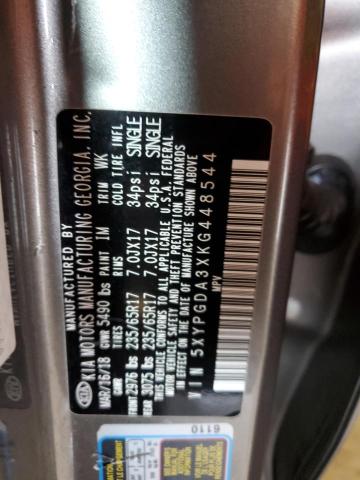 MANUFACTURED BY
KIA KIA MOTORS MANUFACTURING GEORGIA, INC.
MAR/16/18 GVWR 5490 lbs PAINT IM TRIM WK
GAWR TIRES RIMS COLD TIRE INFL
FRONT 2976 lbs 235/65R17 7.0JX17 34psi SINGLE
REAR 3075 lbs 235/65R17 7.0JX17 34psi SINGLE
THIS VEHICLE CONFORMS TO ALL APPLICABLE U.S.A. FEDERAL
MOTOR VEHICLE SAFETY AND THEFT PREVENTION STANDARDS
IN EFFECT ON THE DATE OF MANUFACTURE SHOWN ABOVE
VIN 5XYPGDA3XKG448544
MPV
6110